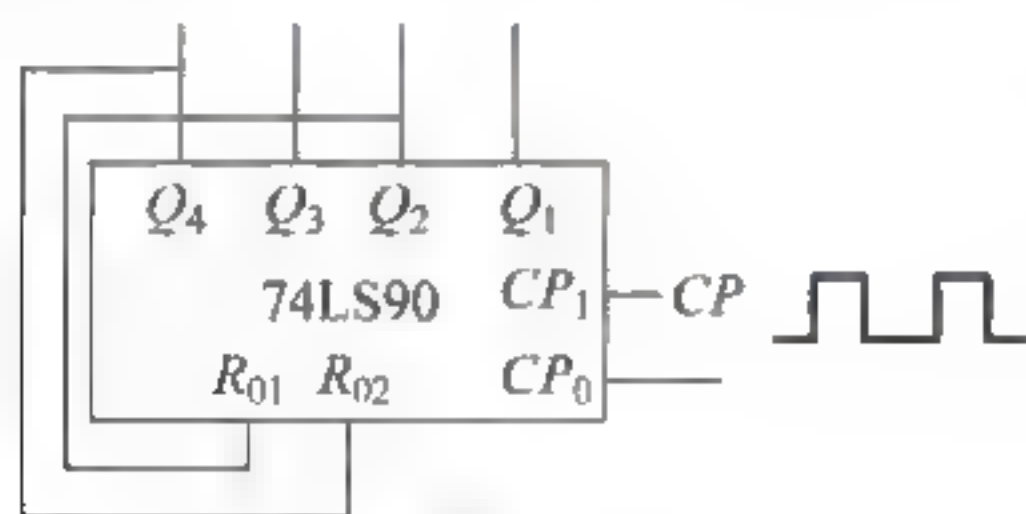 Q₄ Q₃ Q₂ Q₁
74LS90 CP₁ CP
R₀₁ R₀₂ CP₀